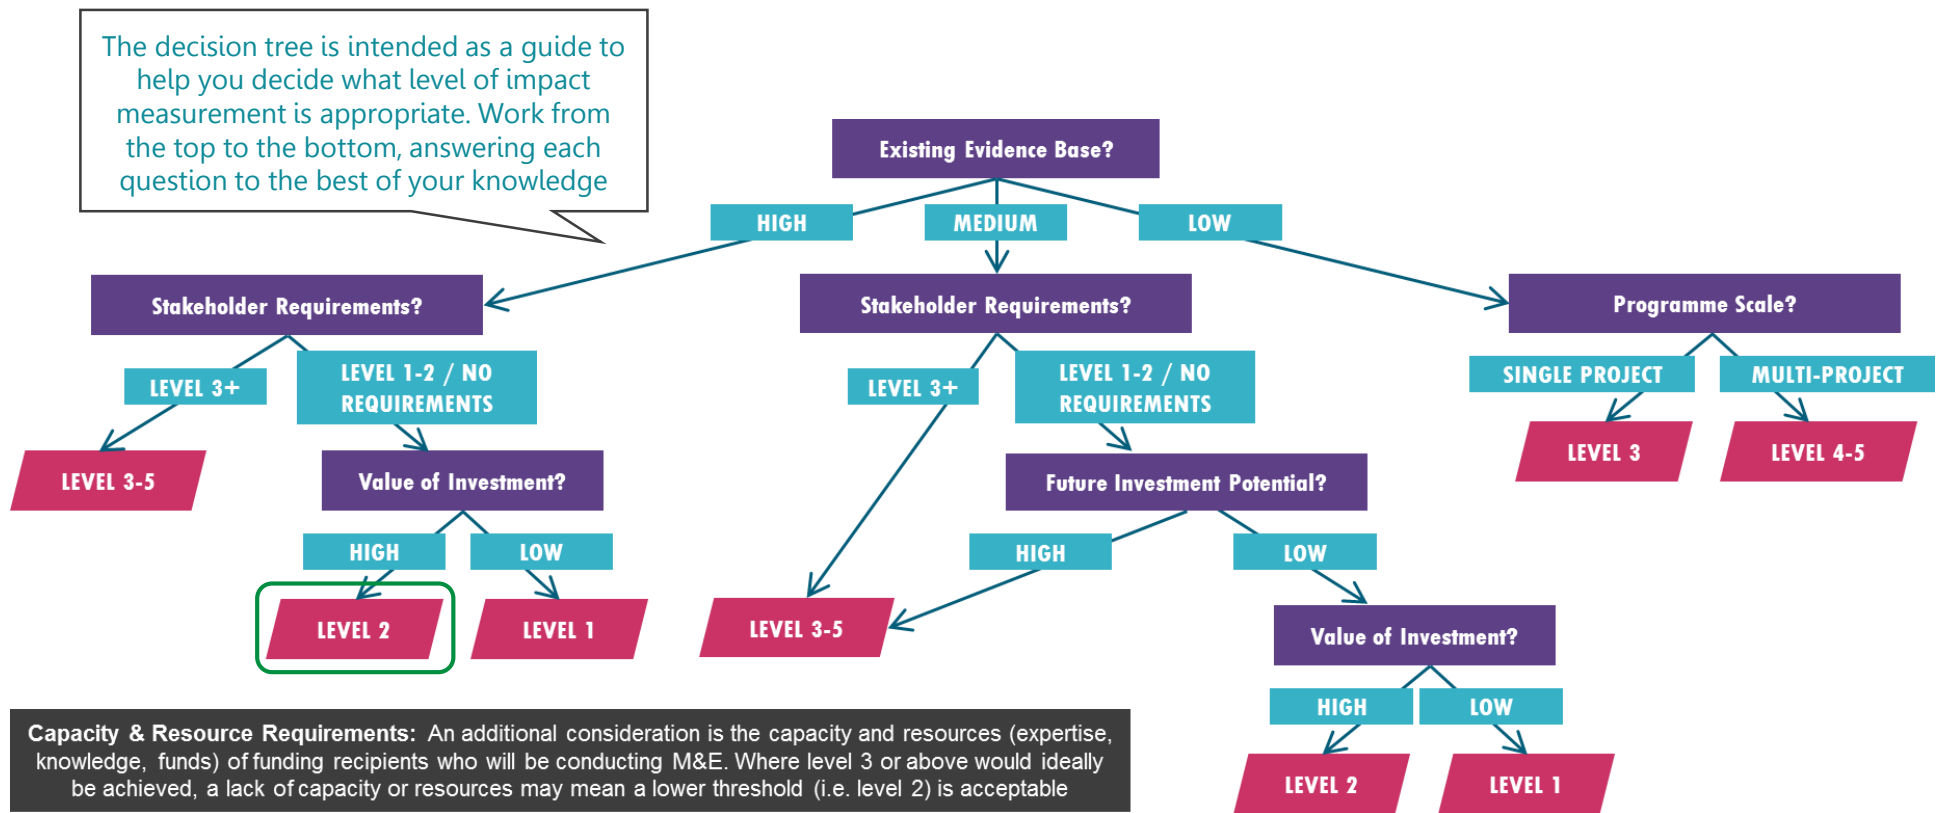 The decision tree is intended as a guide to
help you decide what level of impact
measurement is appropriate. Work from
the top to the bottom, answering each
question to the best of your knowledge
Existing Evidence Base?
HIGH
MEDIUM
LOW
Stakeholder Requirements?
Stakeholder Requirements?
Programme Scale?
LEVEL 3+
LEVEL 1-2 / NO
REQUIREMENTS
LEVEL 3+
LEVEL 1-2 / NO
REQUIREMENTS
SINGLE PROJECT
MULTI-PROJECT
LEVEL 3-5
Value of Investment?
Future Investment Potential?
LEVEL 3
LEVEL 4-5
HIGH
LOW
HIGH
LOW
LEVEL 2
LEVEL 1
LEVEL 3-5
Value of Investment?
HIGH
LOW
LEVEL 2
LEVEL 1
Capacity & Resource Requirements: An additional consideration is the capacity and resources (expertise,
knowledge, funds) of funding recipients who will be conducting M&E. Where level 3 or above would ideally
be achieved, a lack of capacity or resources may mean a lower threshold (i.e. level 2) is acceptable